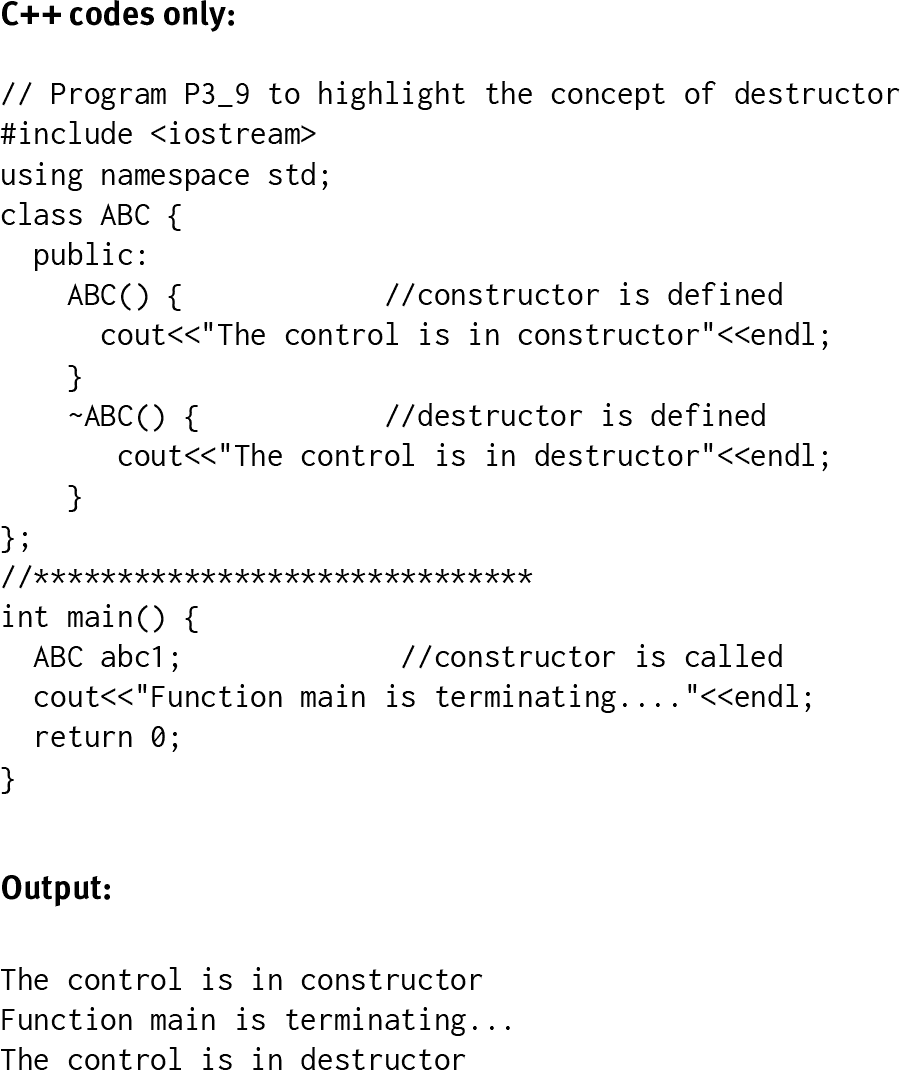 C++ codes only:
// Program P3_9 to highlight the concept of destructor
#include <iostream>
using namespace std;
class ABC {
  public:
    ABC() {            //constructor is defined
      cout<<"The control is in constructor"<<endl;
    }
    ~ABC() {           //destructor is defined
       cout<<"The control is in destructor"<<endl;
    }
};
//******************************
int main() {
  ABC abc1;             //constructor is called
  cout<<"Function main is terminating...."<<endl;
  return 0;
}
Output:
The control is in constructor
Function main is terminating...
The control is in destructor